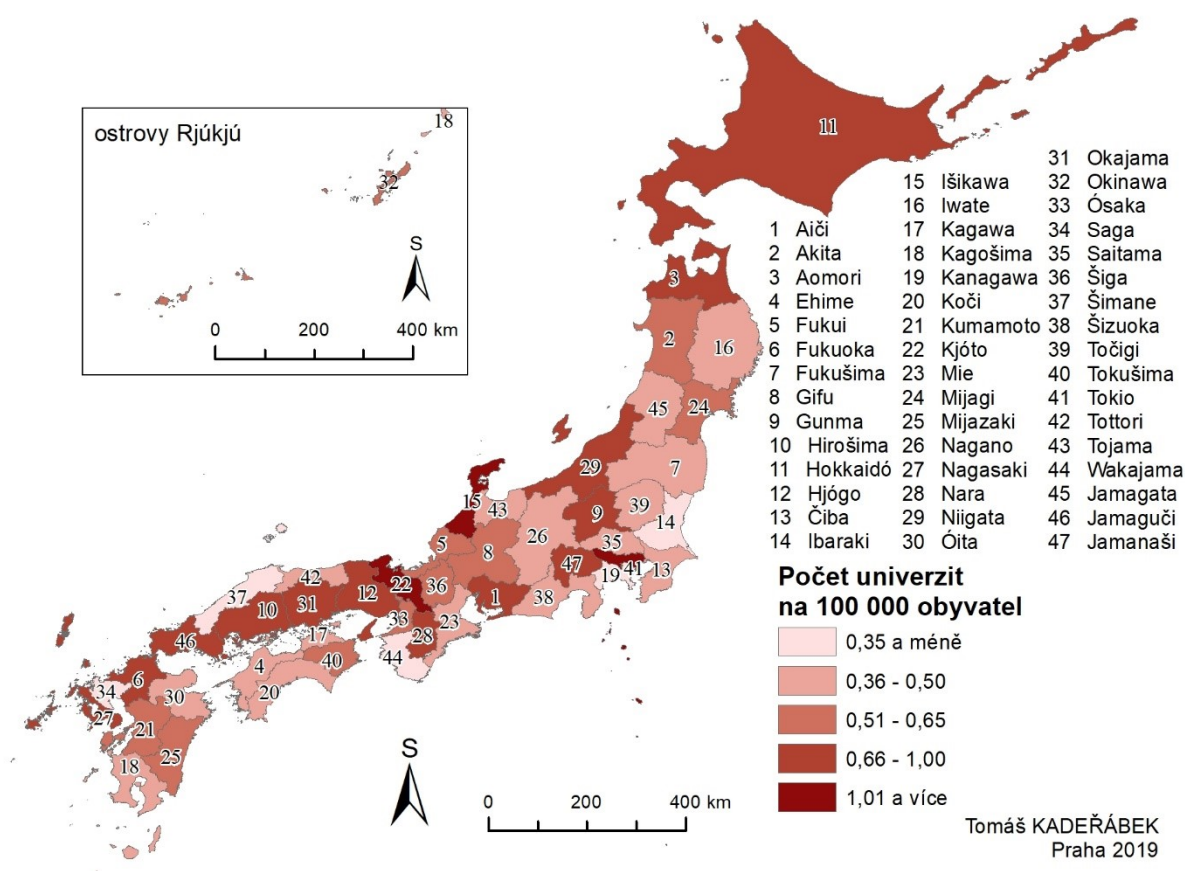 ostrovy Rjúkjú
18
32
S
0 200 400 km
11
3
2
16
45
24
29
7
15
43
9
39
14
26
5
8
35
47
41
19
13
42
22
36
1
38
37
12
10
31
33
23
46
28
17
44
40
4
6
20
34
30
27
21
25
18
1 Aiči
2 Akita
3 Aomori
4 Ehime
5 Fukui
6 Fukuoka
7 Fukušima
8 Gifu
9 Gunma
10 Hirošima
11 Hokkaidó
12 Hjógo
13 Čiba
14 Ibaraki
15 Išikawa
16 Iwate
17 Kagawa
18 Kagošima
19 Kanagawa
20 Koči
21 Kumamoto
22 Kjóto
23 Mie
24 Mijagi
25 Mijazaki
26 Nagano
27 Nagasaki
28 Nara
29 Niigata
30 Óita
31 Okajama
32 Okinawa
33 Ósaka
34 Saga
35 Saitama
36 Šiga
37 Šimane
38 Šizuoka
39 Točigi
40 Tokušima
41 Tokio
42 Tottori
43 Tojama
44 Wakajama
45 Jamagata
46 Jamaguči
47 Jamanaši
Počet univerzit
na 100 000 obyvatel
0,35 a méně
0,36 - 0,50
0,51 - 0,65
0,66 - 1,00
1,01 a více
S
0 200 400 km
Tomáš KADEŘÁBEK
Praha 2019